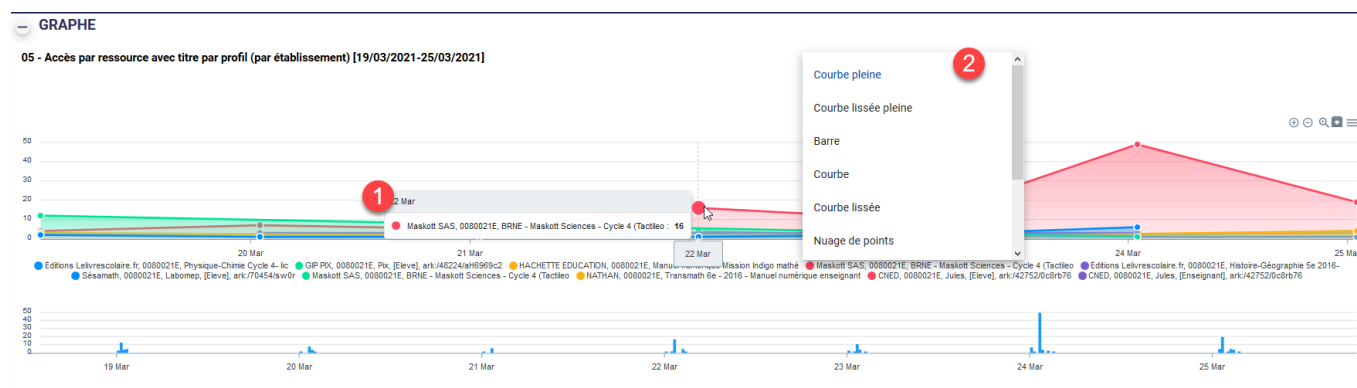 GRAPHE
05 - Accès par ressource avec titre par profil (par établissement) [19/03/2021-25/03/2021]
2
Courbe pleine
Courbe lissée pleine
Barre
Courbe
Courbe lissée
Nuage de points
50
40
30
20
10
0
1
22 Mar
Maskott SAS, 0080021E, BRNE - Maskott Sciences - Cycle 4 (Tactileo : 16
20 Mar
21 Mar
22 Mar
24 Mar
25 Ma
Éditions Lelivrescolaire.fr, 0080021E, Physique-Chimie Cycle 4- lic GIP PIX, 0080021E, Pix, [Eleve], ark:/48224/aH6969c2 HACHETTE EDUCATION, 0080021E, Manuel numérique Mission Indigo mathé Maskott SAS, 0080021E, BRNE - Maskott Sciences - Cycle 4 (Tactileo Éditions Lelivrescolaire.fr, 0080021E, Histoire-Géographie 5e 2016-
Sésamath, 0080021E, Labomep, [Eleve], ark:/70454/sw0r Maskott SAS, 0080021E, BRNE - Maskott Sciences - Cycle 4 (Tactileo NATHAN, 0080021E, Transmath 6e - 2016 - Manuel numérique enseignant CNED, 0080021E, Jules, [Eleve], ark:/42752/0c8rb76 CNED, 0080021E, Jules, [Enseignant], ark:/42752/0c8rb76
50
40
30
20
10
0
19 Mar
20 Mar
21 Mar
22 Mar
23 Mar
24 Mar
25 Mar